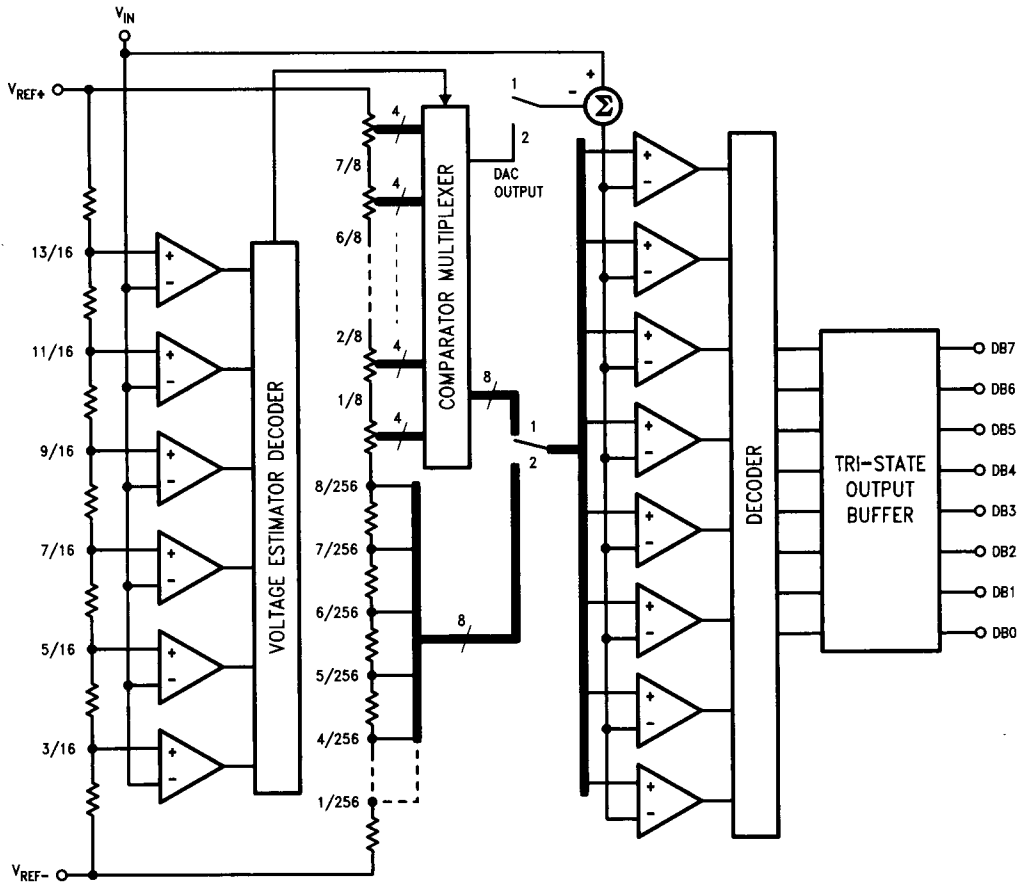 V_IN
V_REF+
13/16
11/16
9/16
7/16
5/16
3/16
V_REF-
+
-
+
-
+
-
+
-
+
-
+
-
VOLTAGE ESTIMATOR DECODER
7/8
6/8
2/8
1/8
8/256
7/256
6/256
5/256
4/256
1/256
4
4
4
4
COMPARATOR MULTIPLEXER
1
2
DAC
OUTPUT
8
1
2
8
+
-
Σ
+
-
+
-
+
-
+
-
+
-
+
-
+
-
+
-
DECODER
TRI-STATE
OUTPUT
BUFFER
DB7
DB6
DB5
DB4
DB3
DB2
DB1
DB0